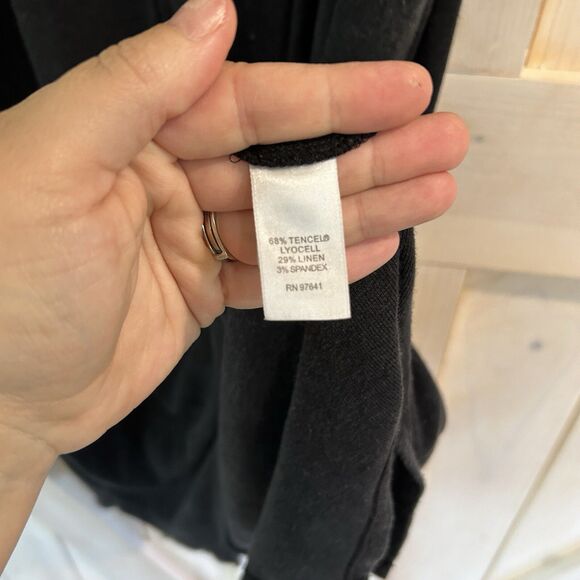 68% TENCEL®
LYOCELL
29% LINEN
3% SPANDEX
RN 97641